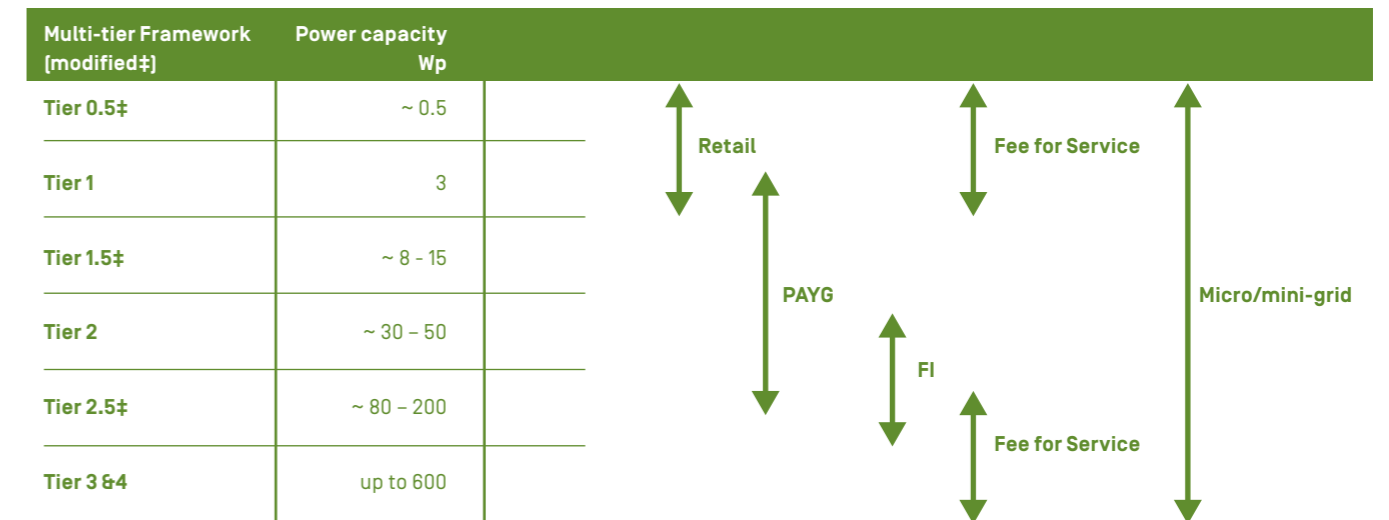 Multi-tier Framework Power capacity
(modified‡) Wp
Tier 0.5‡ ~ 0.5
Retail Fee for Service
Tier 1 3
Tier 1.5‡ ~ 8 - 15
PAYG Micro/mini-grid
Tier 2 ~ 30 – 50
FI
Tier 2.5‡ ~ 80 – 200
Fee for Service
Tier 3 &4 up to 600